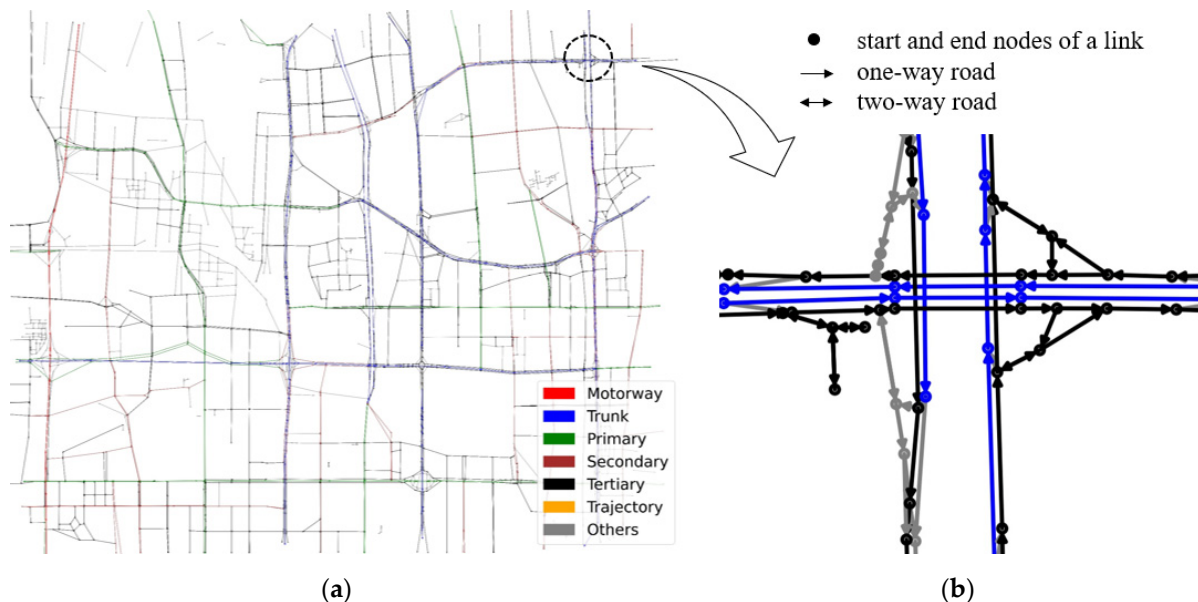 start and end nodes of a link
one-way road
two-way road
Motorway
Trunk
Primary
Secondary
Tertiary
Trajectory
Others
(a)
(b)